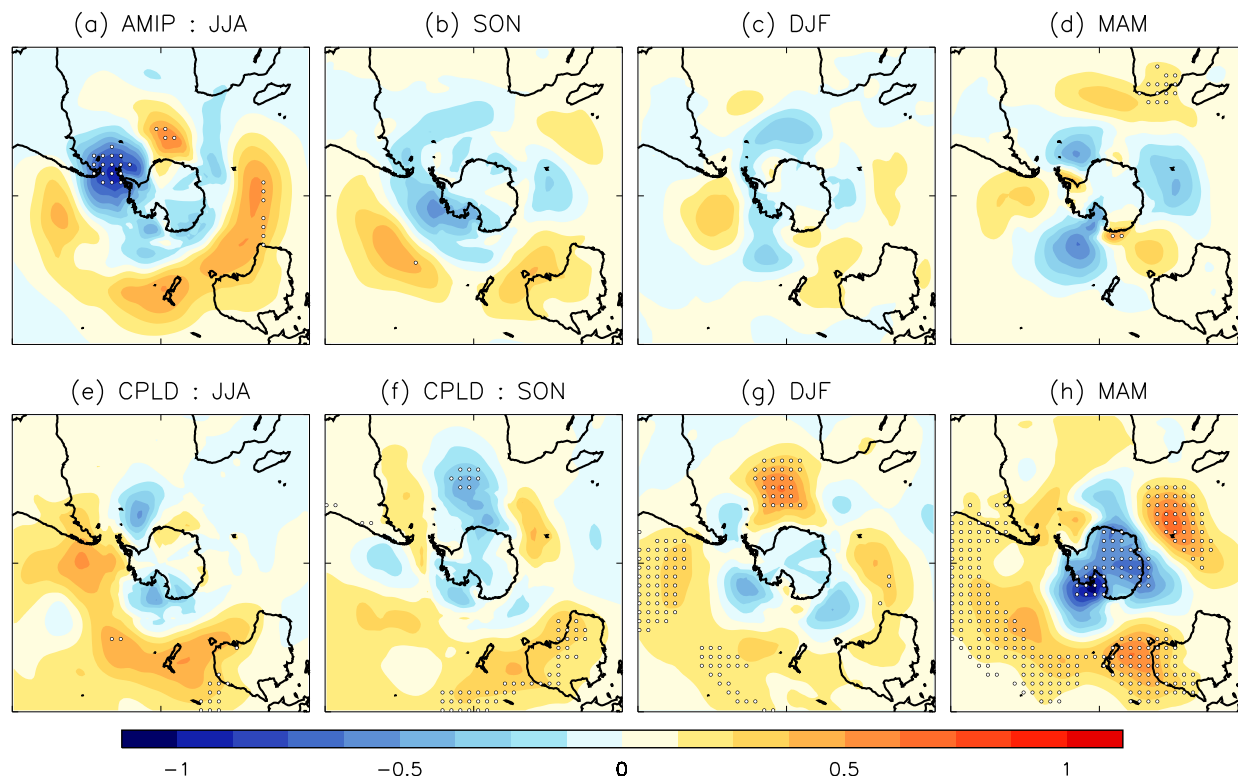 (a) AMIP : JJA
(b) SON
(c) DJF
(d) MAM
(e) CPLD : JJA
(f) CPLD : SON
(g) DJF
(h) MAM
-1 -0.5 0 0.5 1